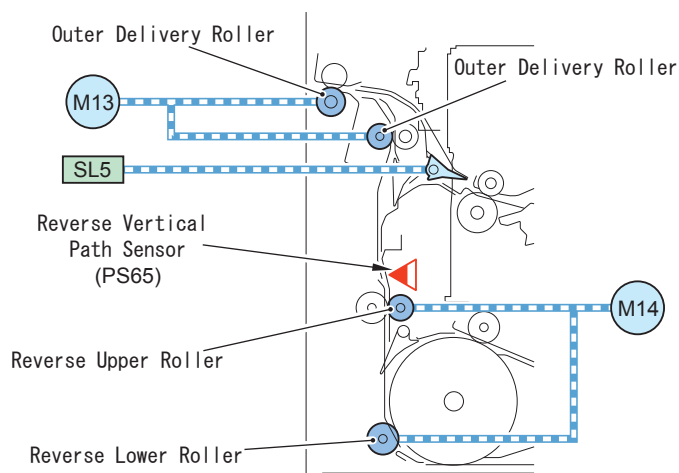 Outer Delivery Roller
Outer Delivery Roller
M13
SL5
Reverse Vertical
Path Sensor
(PS65)
M14
Reverse Upper Roller
Reverse Lower Roller